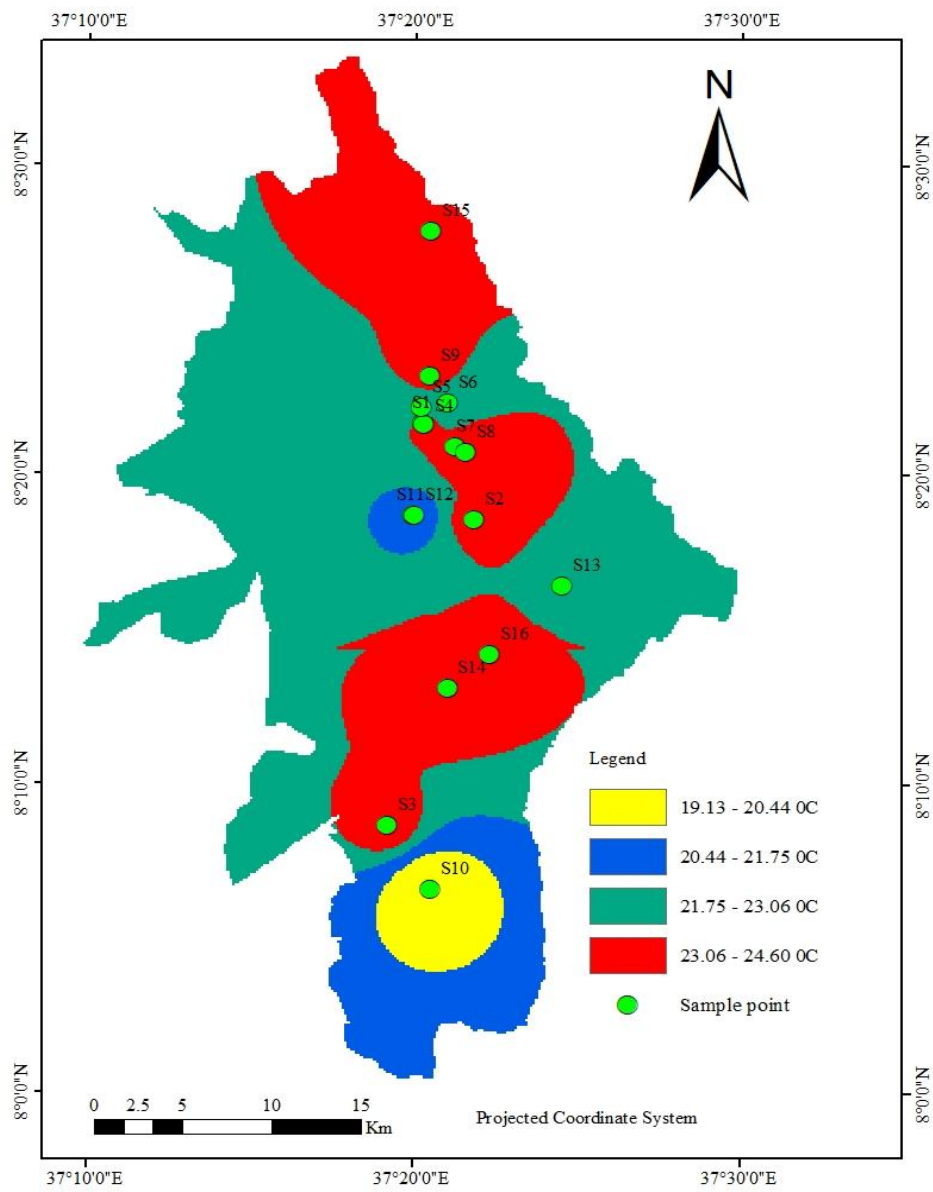 37°10'0"E 37°20'0"E 37°30'0"E
N
8°30'0"N 8°30'0"N
S15
S9
S5 S6
S1 S4
S7 S8
8°20'0"N 8°20'0"N
S11 S12 S2
S13
S16
S14
Legend
8°10'0"N 8°10'0"N
S3 19.13 - 20.44 0C
20.44 - 21.75 0C
S10
21.75 - 23.06 0C
23.06 - 24.60 0C
Sample point
8°0'0"N 8°0'0"N
0 2.5 5 10 15
Km
Projected Coordinate System
37°10'0"E 37°20'0"E 37°30'0"E